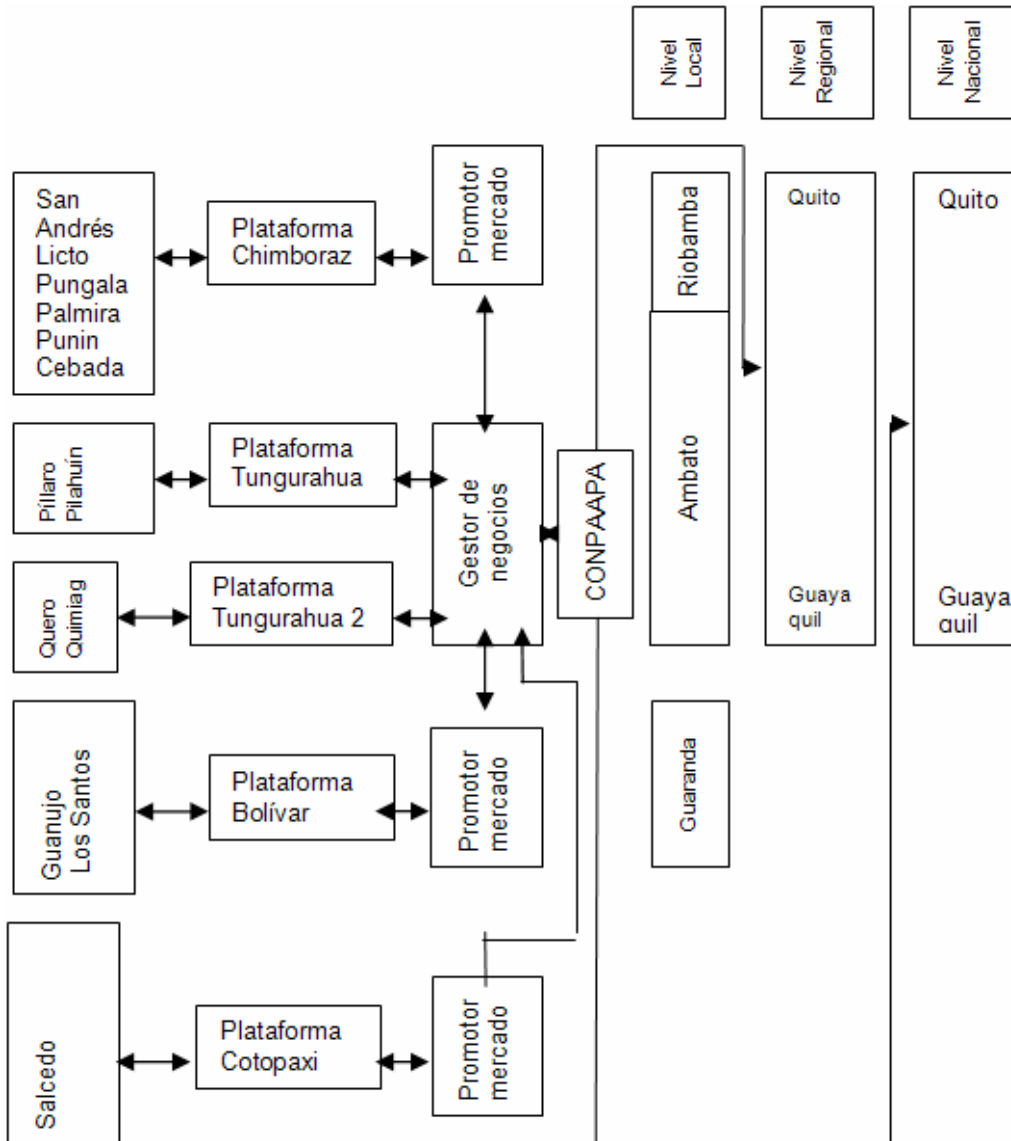 Nivel
Local
Nivel
Regional
Nivel
Nacional
San
Andrés
Licto
Pungala
Palmira
Punin
Cebada
Plataforma
Chimboraz
Promotor
mercado
Riobamba
Quito
Quito
Píllaro
Pilahuín
Plataforma
Tungurahua
Gestor de
negocios
CONPAAPA
Ambato
Quero
Quimiag
Plataforma
Tungurahua 2
Guaya
quil
Guaya
quil
Guanujo
Los Santos
Plataforma
Bolívar
Promotor
mercado
Guaranda
Salcedo
Plataforma
Cotopaxi
Promotor
mercado